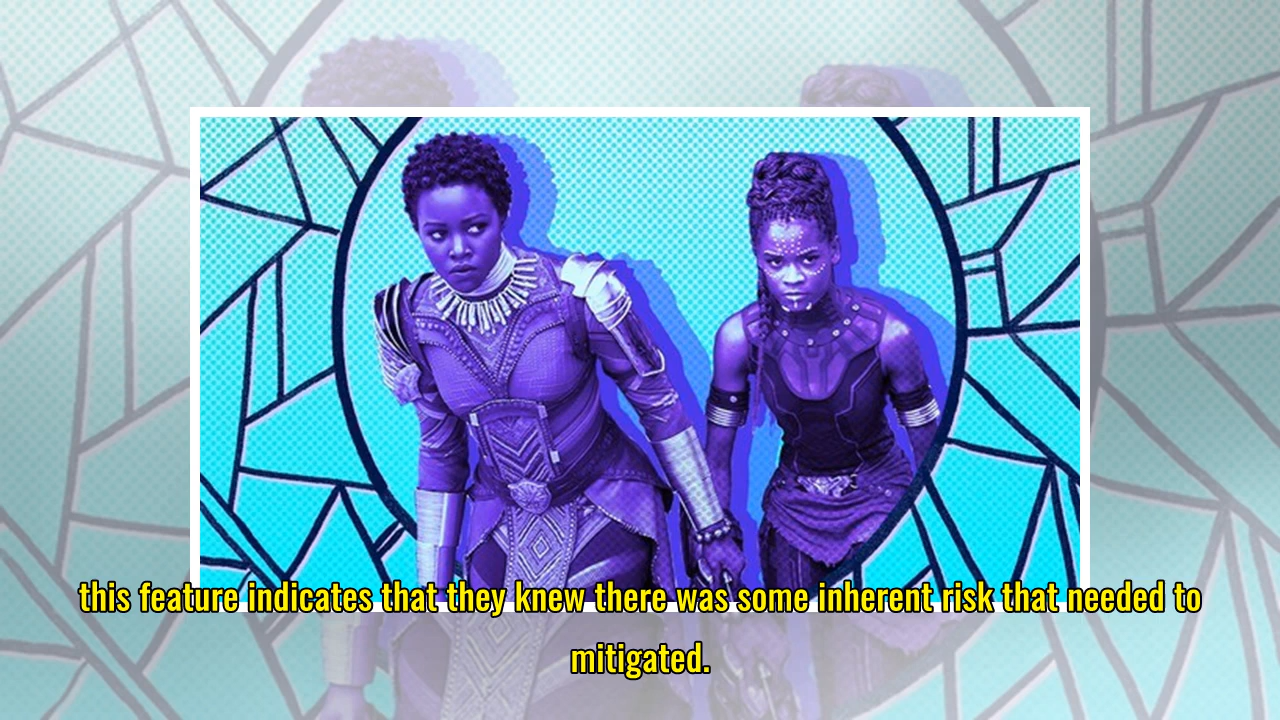 this feature indicates that they knew there was some inherent risk that needed to
mitigated.